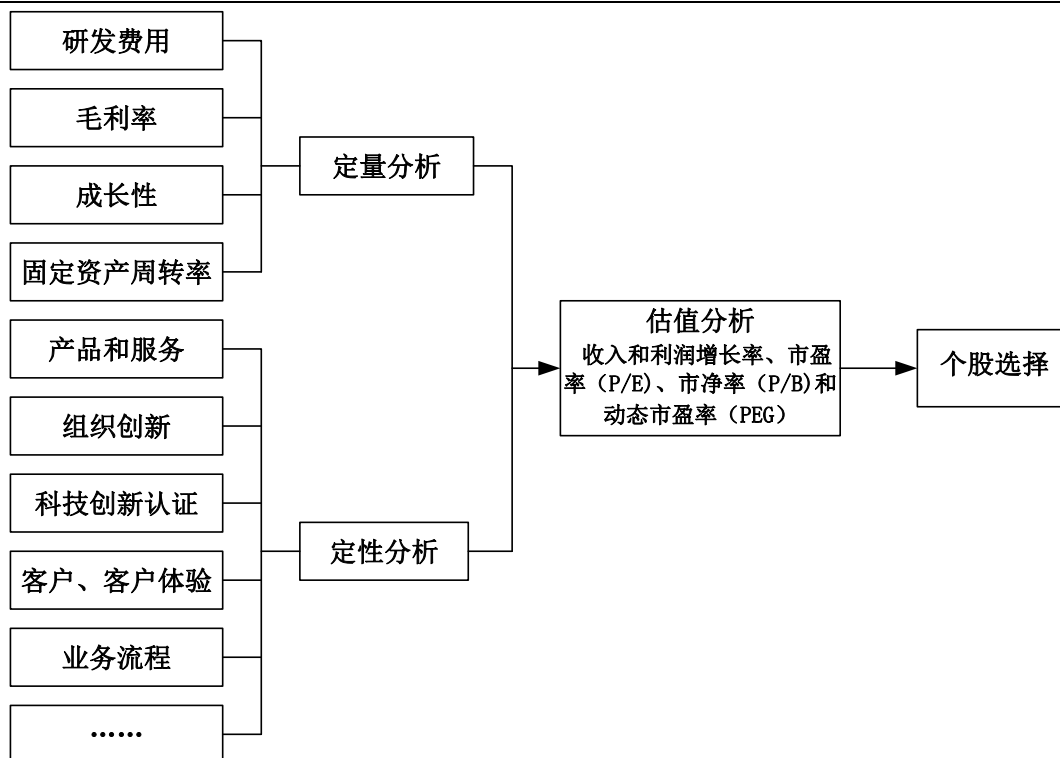 研发费用
毛利率
成长性
固定资产周转率
产品和服务
组织创新
科技创新认证
客户、客户体验
业务流程
……
定量分析
定性分析
估值分析
收入和利润增长率、市盈
率（P/E）、市净率（P/B)和
动态市盈率（PEG）
个股选择